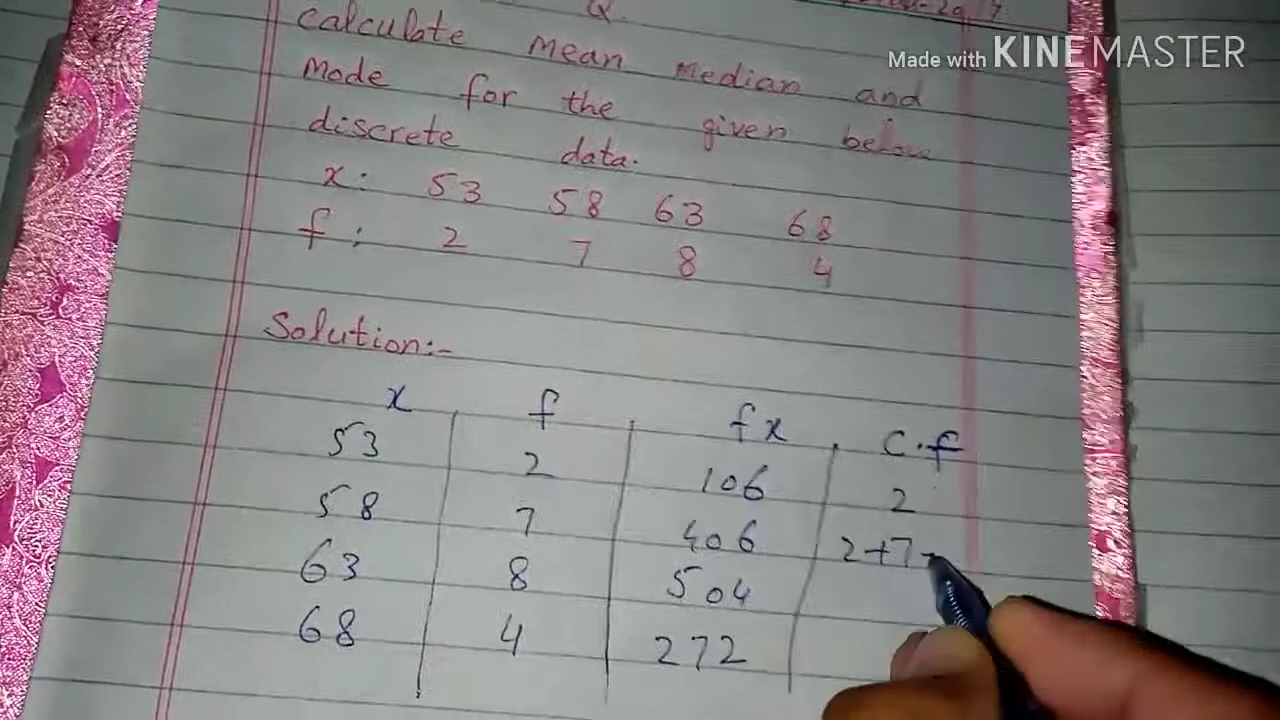 Q.
Made with KINEMASTER
Calculate Mean Median and
Mode for the given below
discrete data.
x: 53 58 63 68
f: 2 7 8 4
Solution:-
x f fx C.f
53 2 106 2
58 7 406 2+7
63 8 504
68 4 272